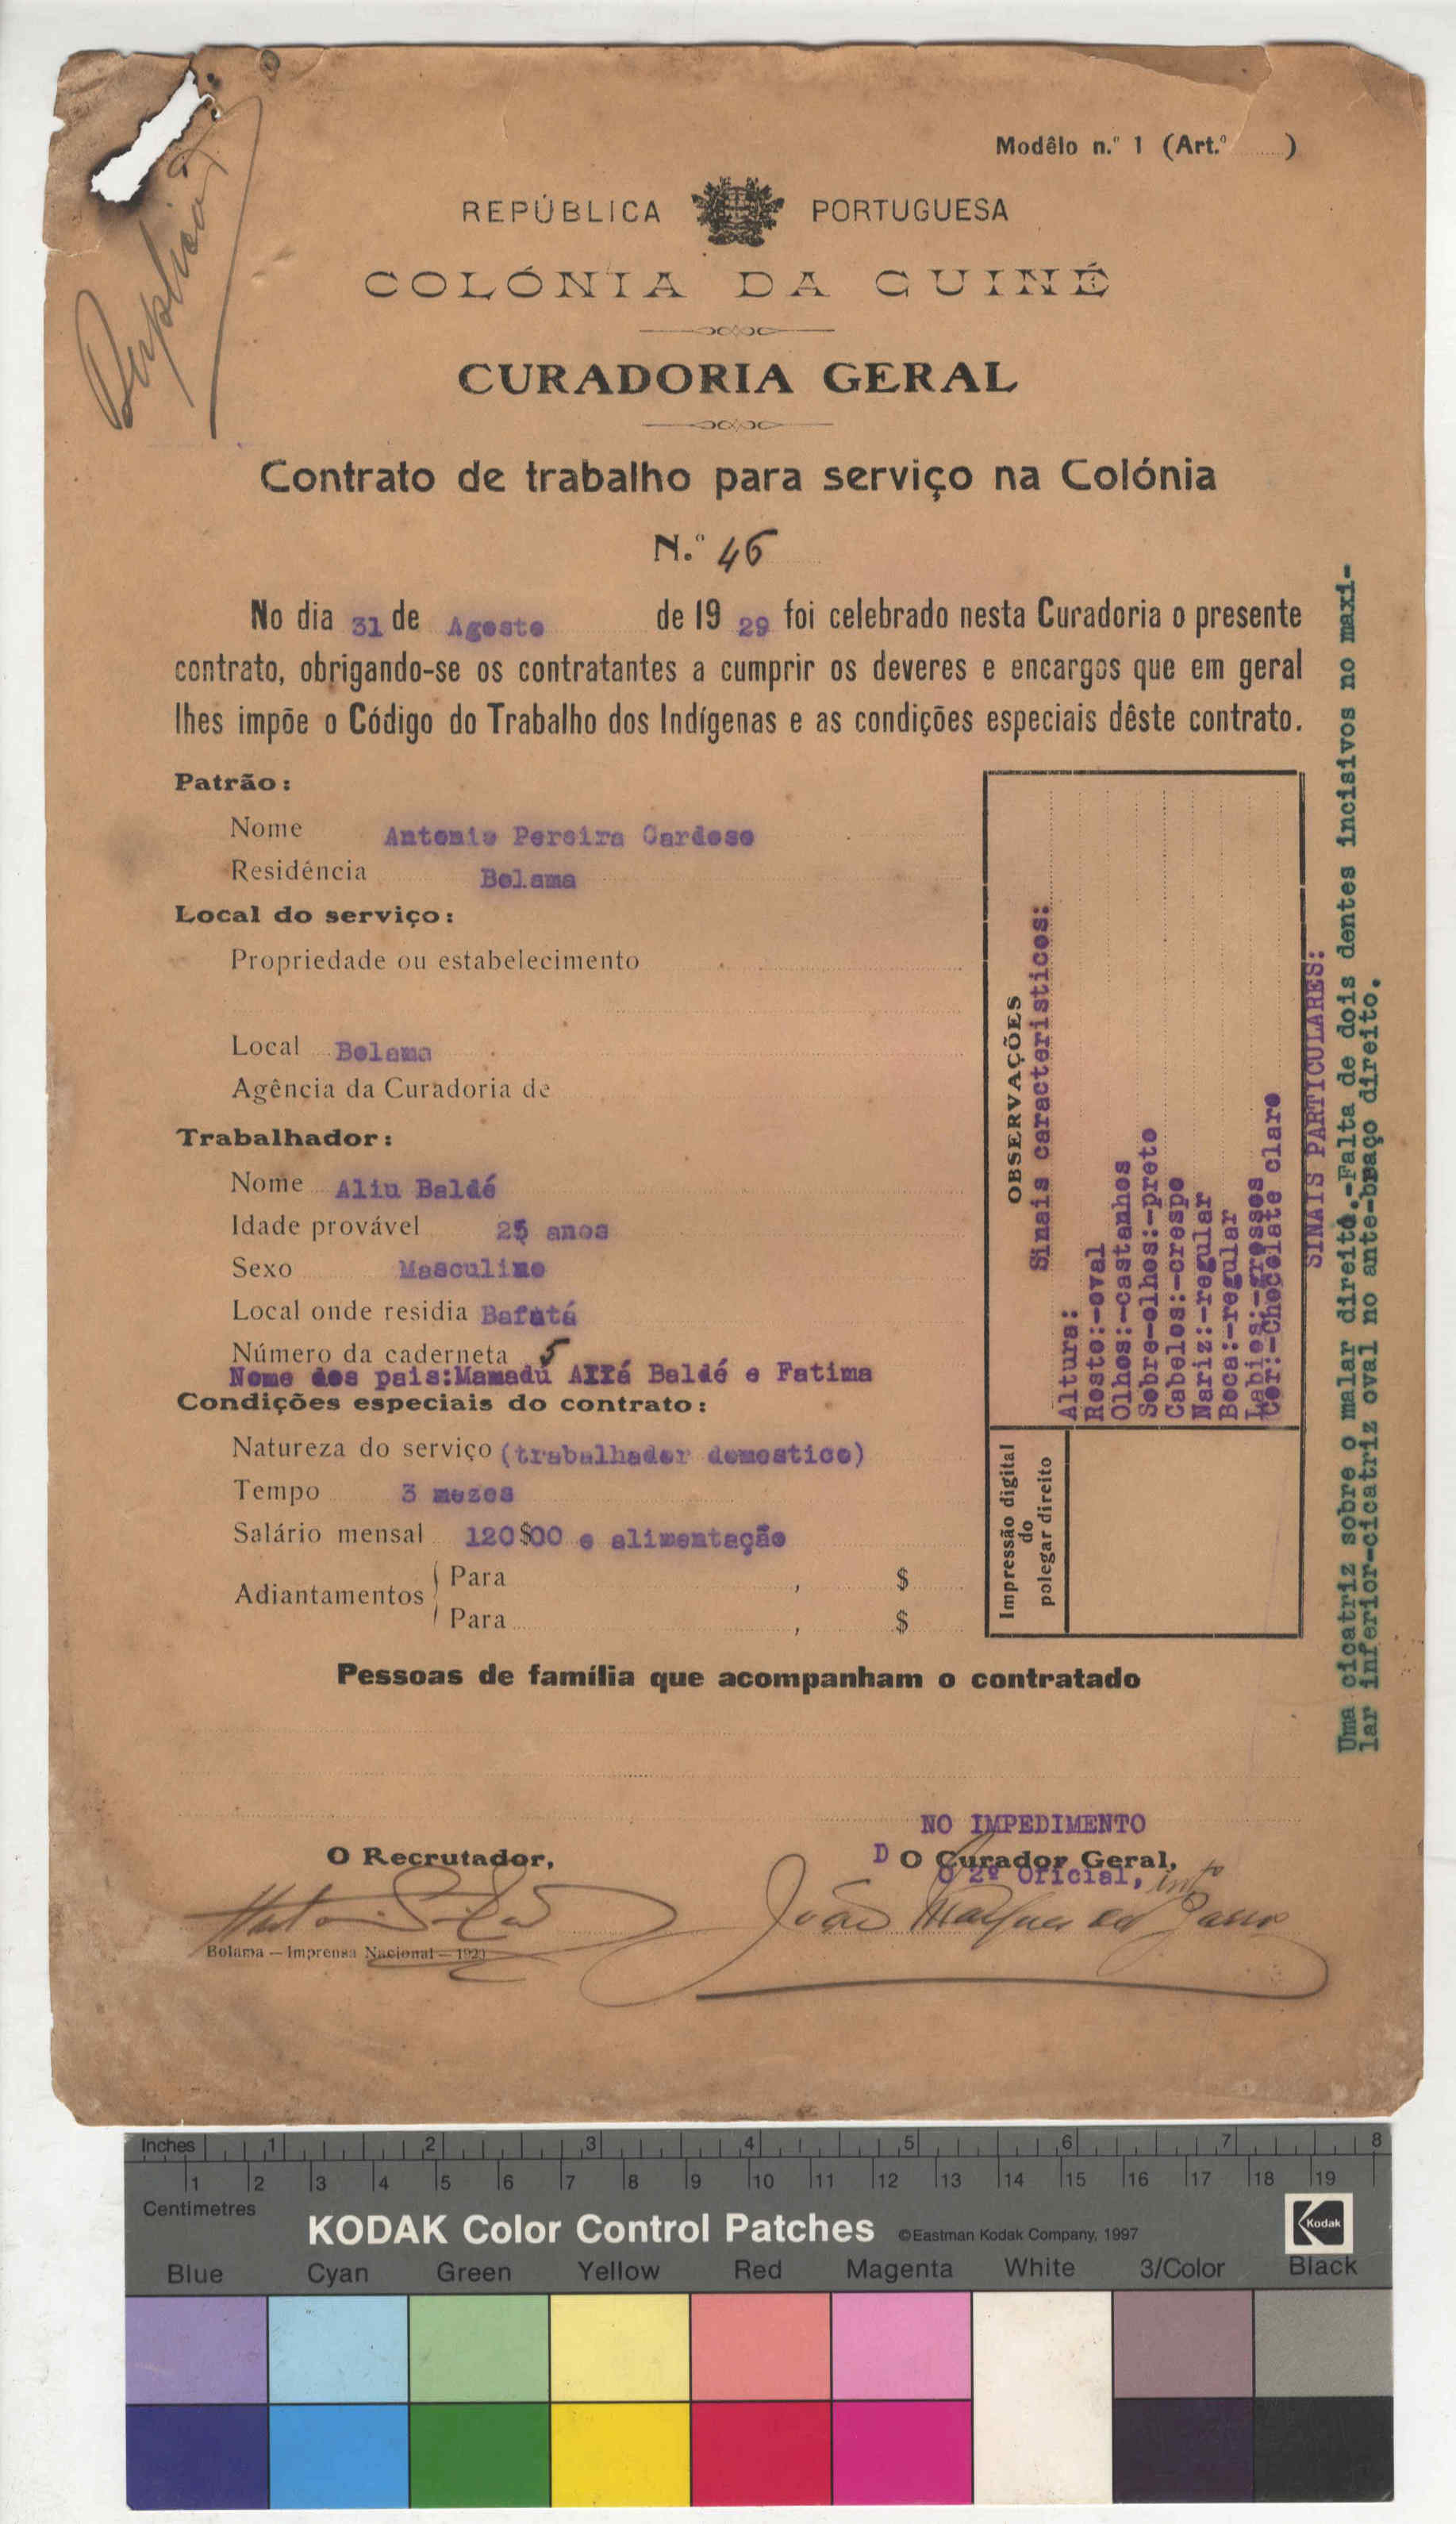 Modêlo n.º 1 (Art.º ........)
Duplicado
REPÚBLICA PORTUGUESA
COLÓNIA DA GUINÉ
CURADORIA GERAL
Contrato de trabalho para serviço na Colónia
N.º 46
No dia 31 de Agosto de 1929 foi celebrado nesta Curadoria o presente
contrato, obrigando-se os contratantes a cumprir os deveres e encargos que em geral
lhes impõe o Código do Trabalho dos Indígenas e as condições especiais dêste contrato.
Patrão:
Nome Antonio Pereira Cardoso
Residência Bolama
Local do serviço:
Propriedade ou estabelecimento
Local Bolama
Agência da Curadoria de
Trabalhador:
Nome Aliu Baldé
Idade provável 25 anos
Sexo Masculino
Local onde residia Bafatá
Número da caderneta 5
Nome dos pais: Mamadú Baldé e Fatima
Condições especiais do contrato:
Natureza do serviço (trabalhador domestico)
Tempo 3 mezes
Salário mensal 120$00 e alimentação
Adiantamentos
Para , $
Para , $
OBSERVAÇÕES
Sinais caracteristicos:
Altura:
Rosto:-oval
Olhos:-castanhos
Sobre-olhos:-preto
Cabelos:-crespo
Nariz:-regular
Boca:-regular
Labios:-grossos
Cor:-chocolate claro
SINAIS PARTICULARES:
Uma cicatriz sobre o malar direito.-Falta de dois dentes incisivos no maxi-
lar inferior-cicatriz oval no ante-braço direito.
Impressão digital
do
polegar direito
Pessoas de família que acompanham o contratado
NO IMPEDIMENTO
O Recrutador,
D O Curador Geral,
O 2º Oficial, intº
João Marques de Barros
Bolama — Imprensa Nacional — 1929
Inches 1 2 3 4 5 6 7 8
1 2 3 4 5 6 7 8 9 10 11 12 13 14 15 16 17 18 19
Centimetres
KODAK Color Control Patches ©Eastman Kodak Company, 1997 Kodak
Blue Cyan Green Yellow Red Magenta White 3/Color Black